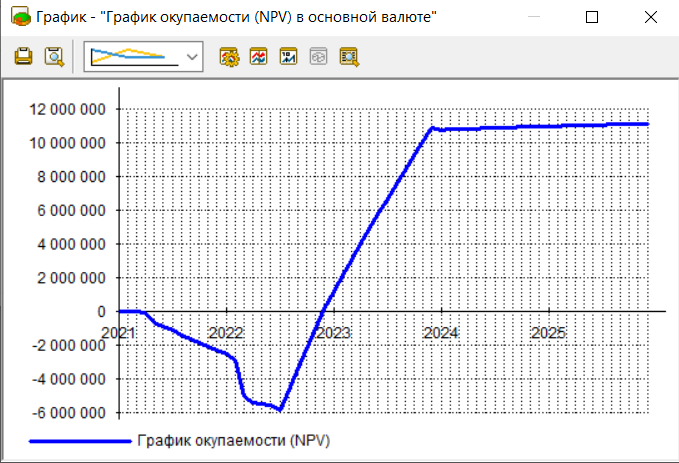 График - "График окупаемости (NPV) в основной валюте"
12 000 000
10 000 000
8 000 000
6 000 000
4 000 000
2 000 000
0
2021 2022 2023 2024 2025
-2 000 000
-4 000 000
-6 000 000
График окупаемости (NPV)